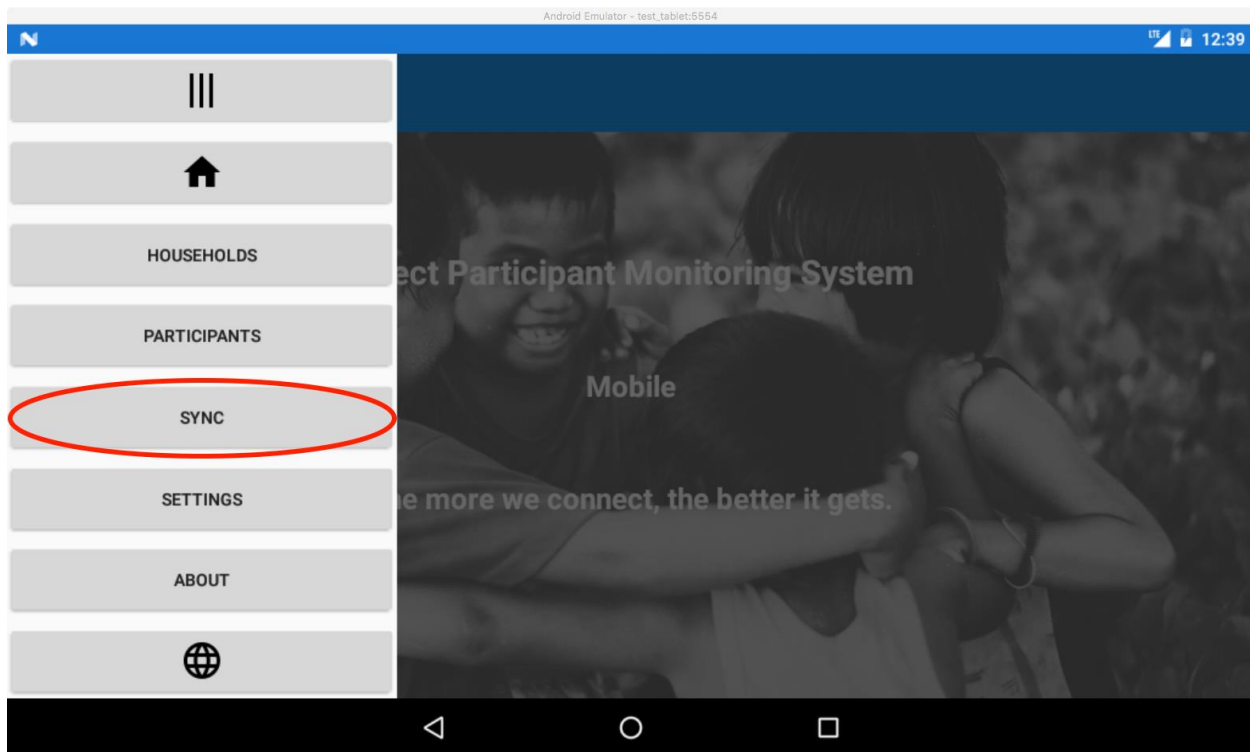 Android Emulator - test_tablet:5554
LTE 12:39
HOUSEHOLDS
ect Participant Monitoring System
PARTICIPANTS
Mobile
SYNC
SETTINGS
e more we connect, the better it gets.
ABOUT